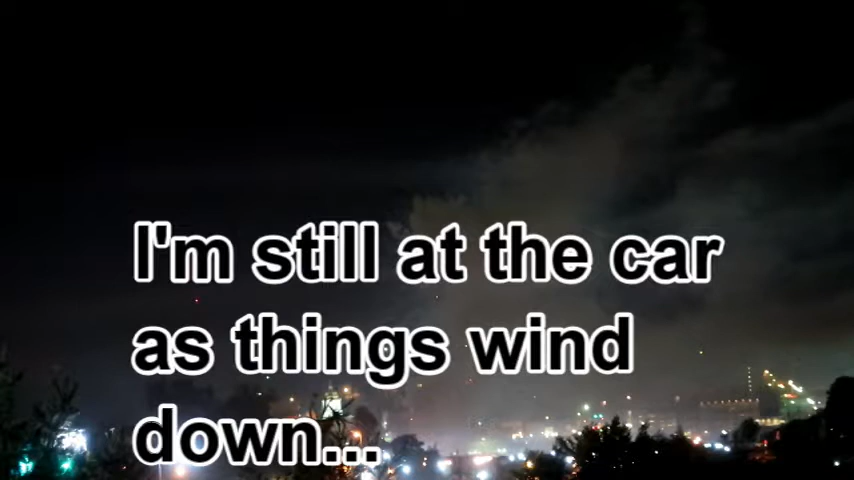 I'm still at the car
as things wind
down...